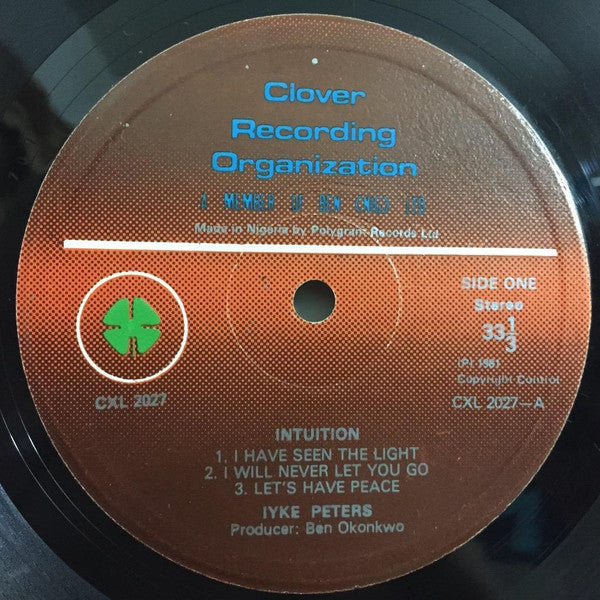 Clover
Recording
Organization
A MEMBER OF BEN LTD
Made in Nigeria by Polygram Records Ltd
SIDE ONE
Stereo
33 1/3
(P) 1981
Copyright Control
CXL 2027
CXL 2027-A
INTUITION
1. I HAVE SEEN THE LIGHT
2. I WILL NEVER LET YOU GO
3. LET'S HAVE PEACE
IYKE PETERS
Producer: Ben Okonkwo